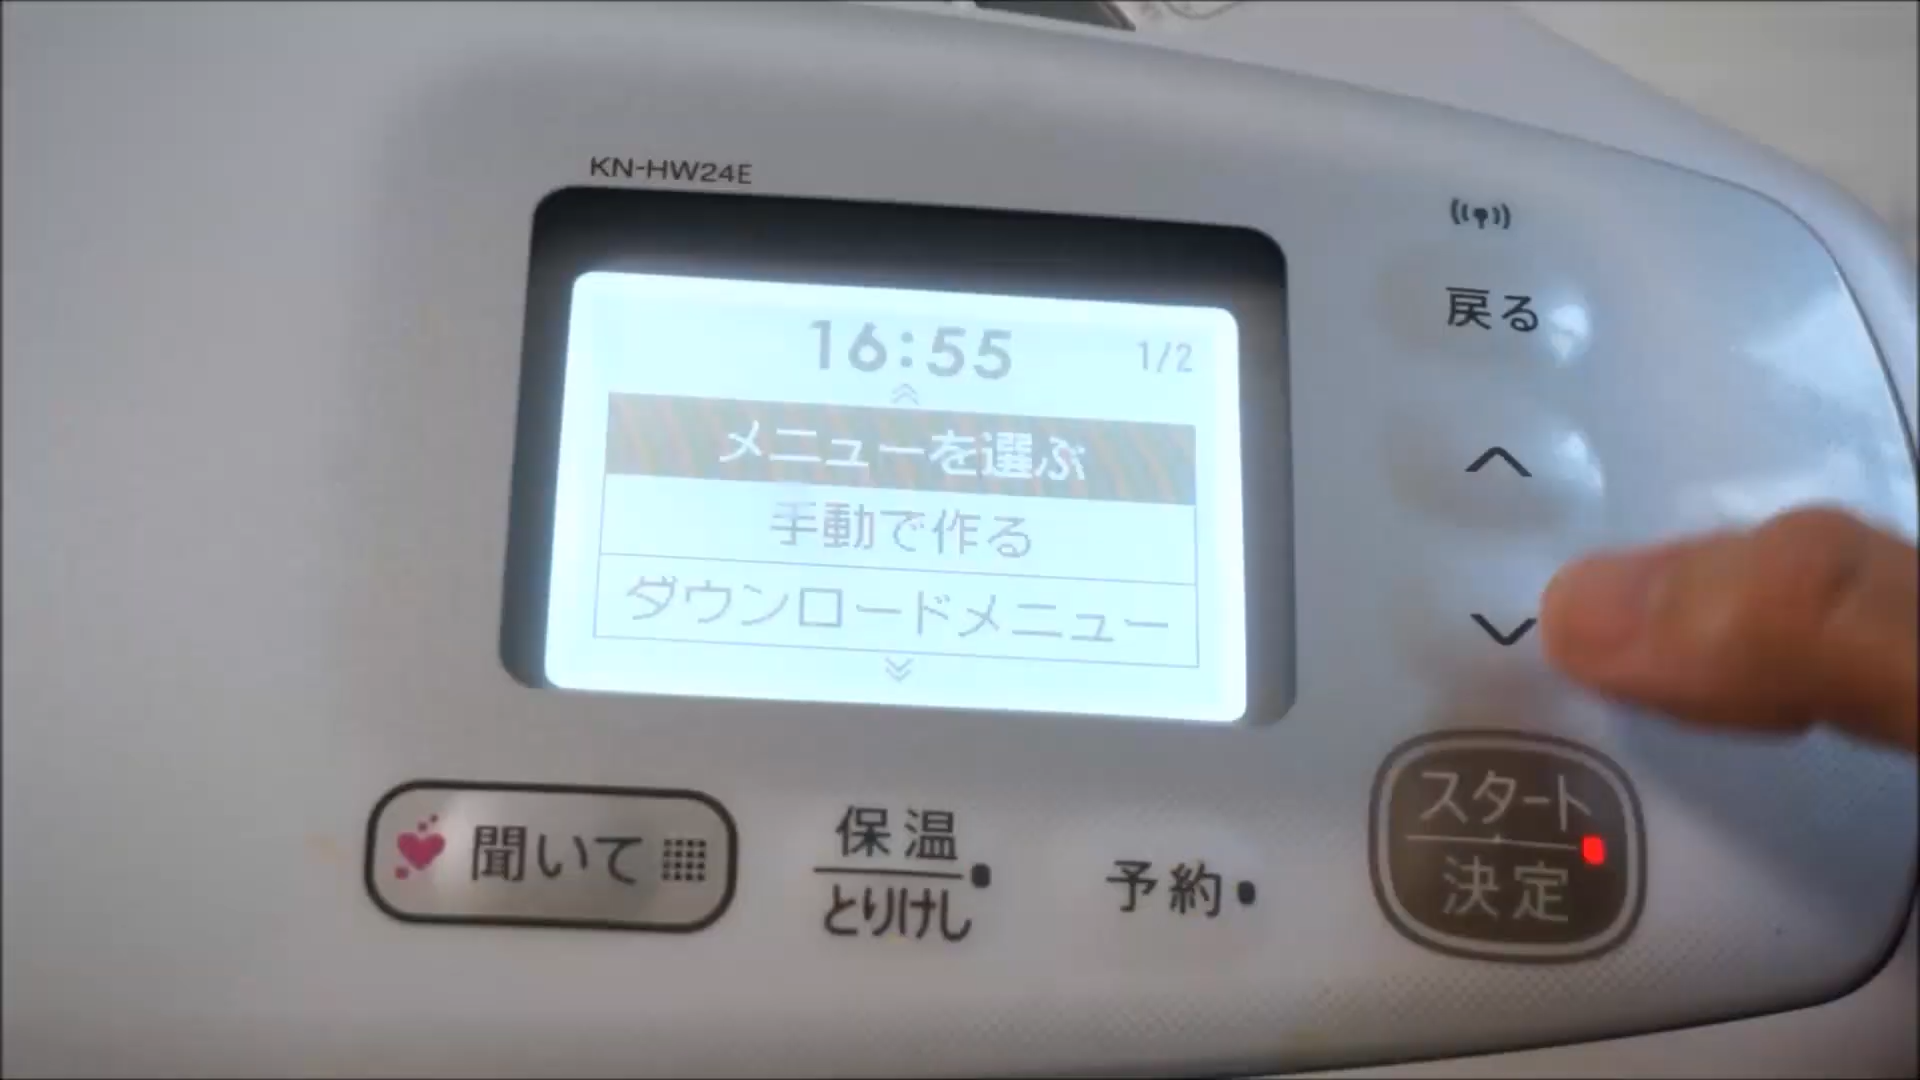 KN-HW24E
16:55
1/2
メニューを選ぶ
手動で作る
ダウンロードメニュー
戻る
聞いて
保温
とりけし
予約
スタート
決定